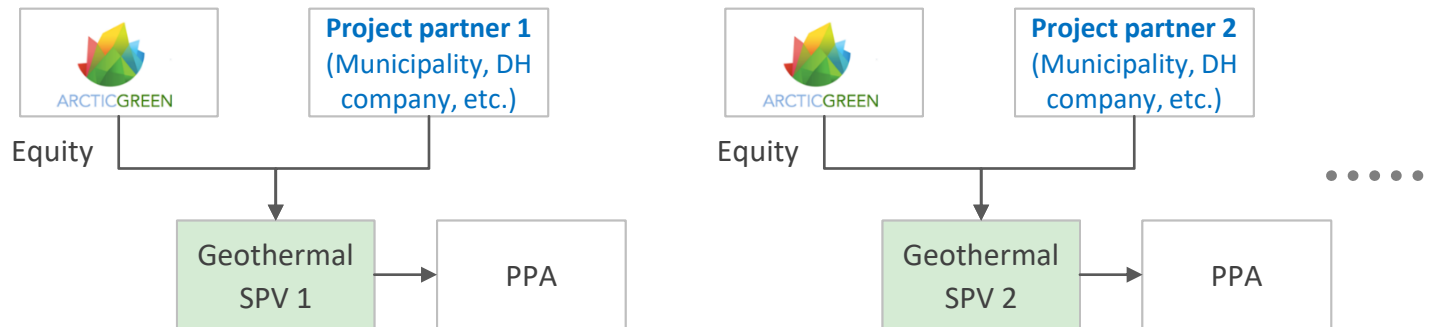 ARCTICGREEN
Project partner 1
(Municipality, DH
company, etc.)
Equity
Geothermal
SPV 1
PPA
ARCTICGREEN
Project partner 2
(Municipality, DH
company, etc.)
Equity
Geothermal
SPV 2
PPA